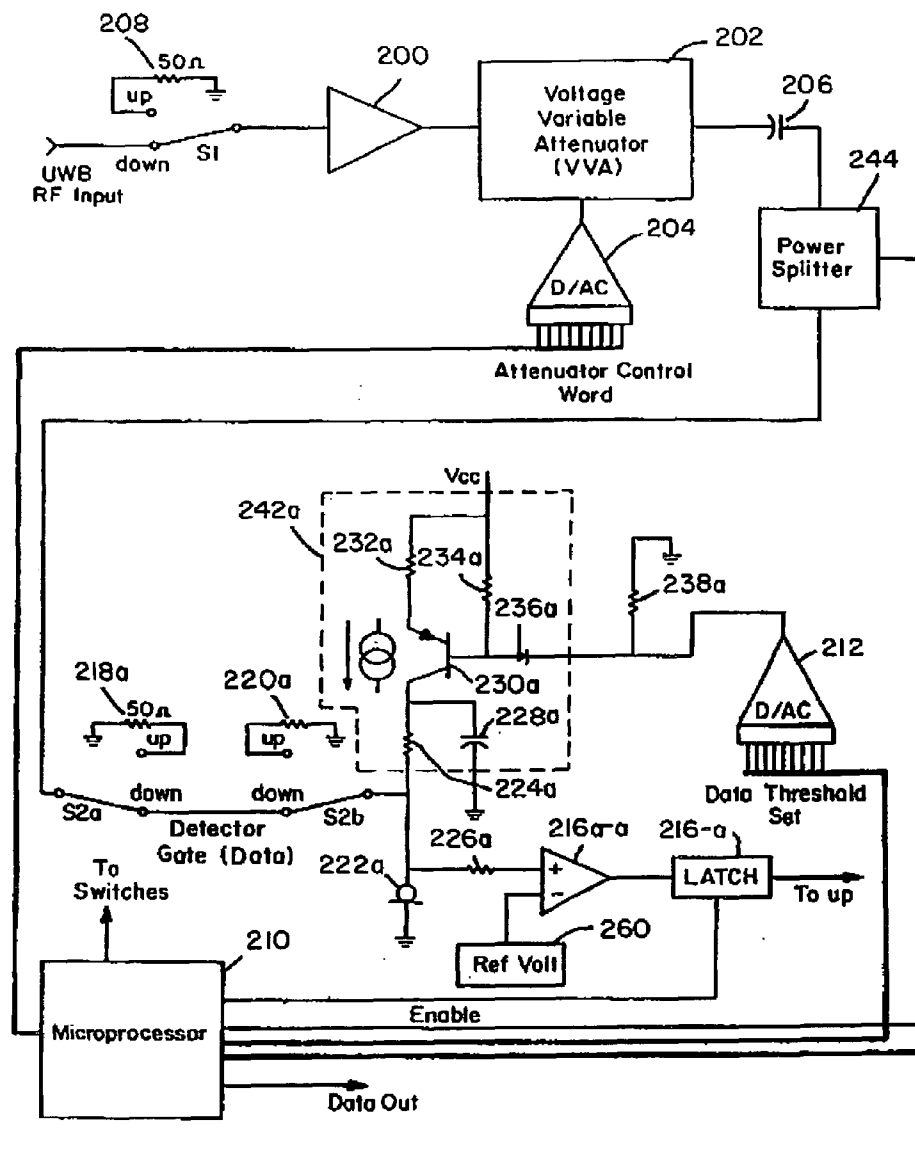 208
50Ω
up
down
S1
UWB
RF Input
200
202
Voltage
Variable
Attenuator
(VVA)
206
244
Power
Splitter
204
D/AC
Attenuator Control
Word
Vcc
242a
232a
234a
236a
238a
230a
212
D/AC
Data Threshold
Set
218a
50Ω
up
220a
up
228a
224a
S2a
down
down
S2b
Detector
Gate (Data)
226a
216a-a
216-a
+
-
LATCH
To up
222a
260
Ref Volt
To
Switches
210
Microprocessor
Enable
Data Out